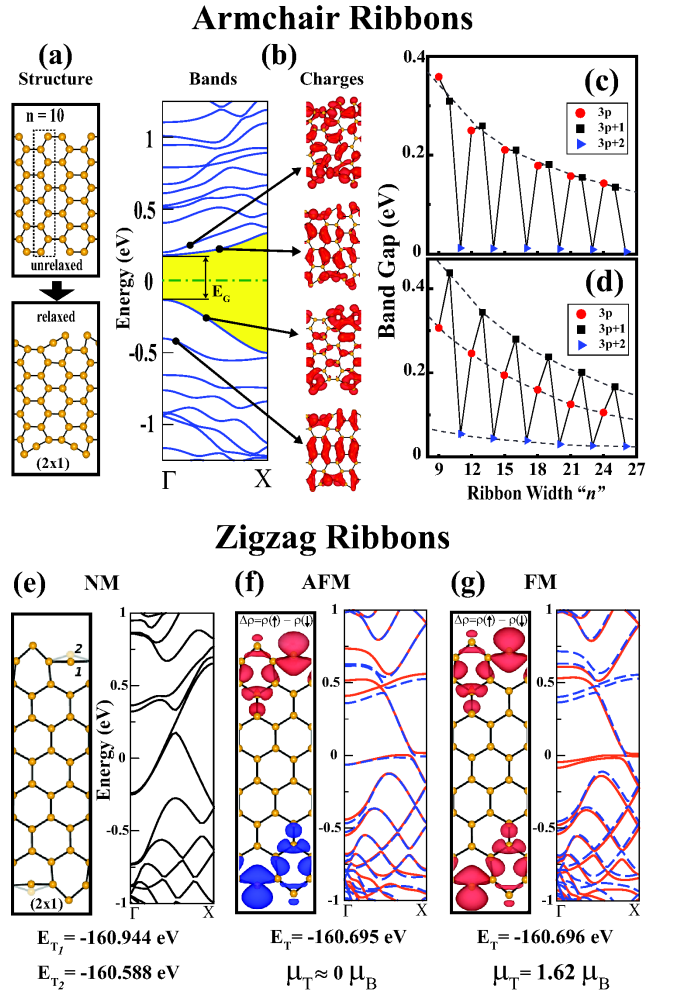 Armchair Ribbons
(a)
Structure
n = 10
unrelaxed
relaxed
(2x1)
(b)
Bands
Charges
Energy (eV)
1
0.5
0
-0.5
-1
E_G
Γ
X
Band Gap (eV)
(c)
0.4
0.2
0
3p
3p+1
3p+2
(d)
0.4
0.2
0
3p
3p+1
3p+2
9
12
15
18
21
24
27
Ribbon Width “n”
Zigzag Ribbons
(e)
NM
2
1
(2x1)
Energy (eV)
1
0.5
0
-0.5
-1
Γ
X
E_T1= -160.944 eV
E_T2= -160.588 eV
(f)
AFM
Δρ=ρ(↑) − ρ(↓)
1
0.5
0
-0.5
-1
Γ
X
E_T= -160.695 eV
μ_T ≈ 0 μ_B
(g)
FM
Δρ=ρ(↑) − ρ(↓)
1
0.5
0
-0.5
-1
Γ
X
E_T= -160.696 eV
μ_T= 1.62 μ_B